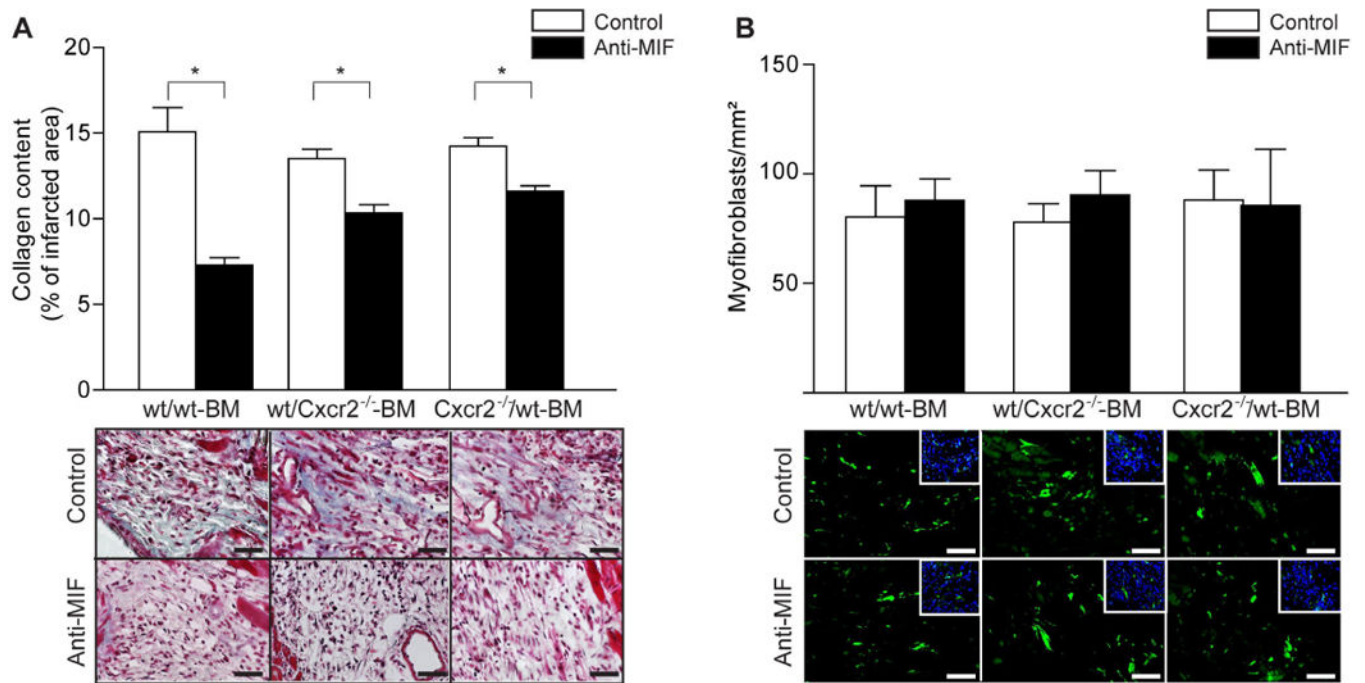 A
Control
Anti-MIF
20
15
10
5
0
Collagen content
(% of infarcted area)
*
*
*
wt/wt-BM
wt/Cxcr2⁻/⁻-BM
Cxcr2⁻/⁻/wt-BM
Control
Anti-MIF
B
Control
Anti-MIF
150
100
50
Myofibroblasts/mm²
wt/wt-BM
wt/Cxcr2⁻/⁻-BM
Cxcr2⁻/⁻/wt-BM
Control
Anti-MIF